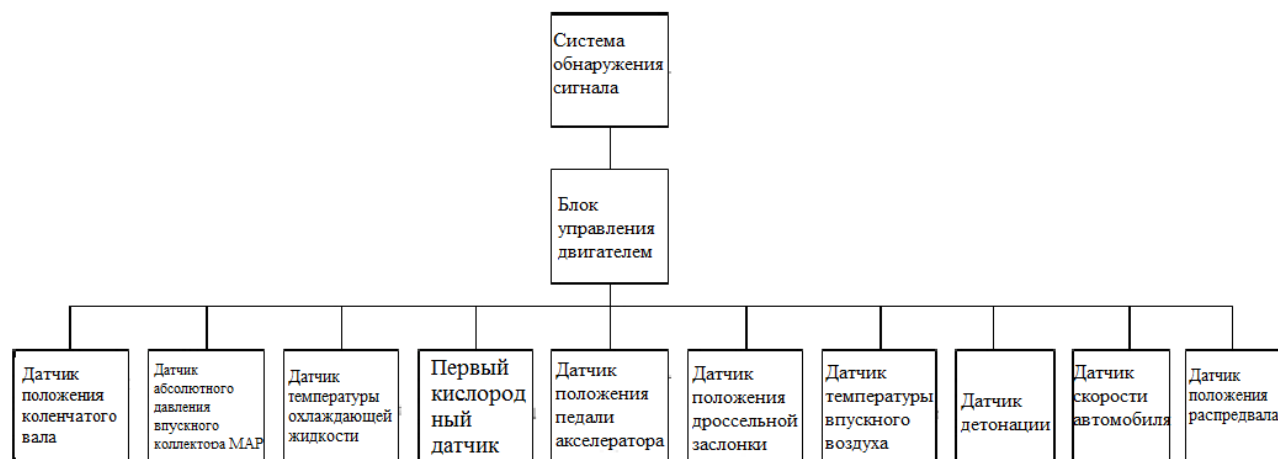 Система
обнаружения
сигнала
Блок
управления
двигателем
Датчик
положения
коленчатого
вала
Датчик
абсолютного
давления
впускного
коллектора MAP
Датчик
температуры
охлаждающей
жидкости
Первый
кислород
ный
датчик
Датчик
положения
педали
акселератора
Датчик
положения
дроссельной
заслонки
Датчик
температуры
впускного
воздуха
Датчик
детонации
Датчик
скорости
автомобиля
Датчик
положения
распредвала